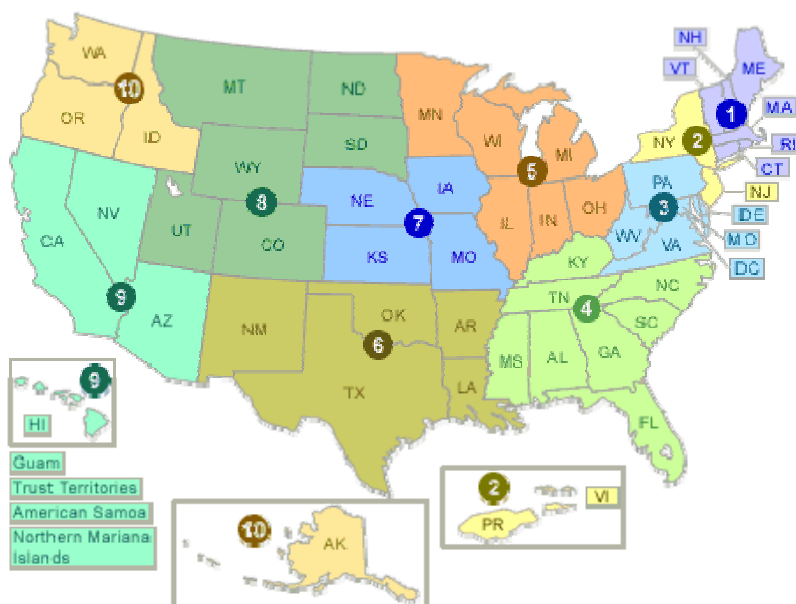 NH
WA
VT
ME
10
MT
ND
MN
1
MA
OR
ID
WI
NY
2
RI
SD
MI
CT
WY
5
PA
NJ
8
NE
IA
3
DE
NV
7
IL
IN
OH
WV
MD
CA
UT
CO
KS
MO
VA
DC
KY
9
NC
AZ
TN
4
NM
OK
AR
SC
6
MS
AL
GA
TX
LA
9
HI
FL
Guam
Trust Territories
American Samoa
Northern Mariana
Islands
2
VI
PR
10
AK